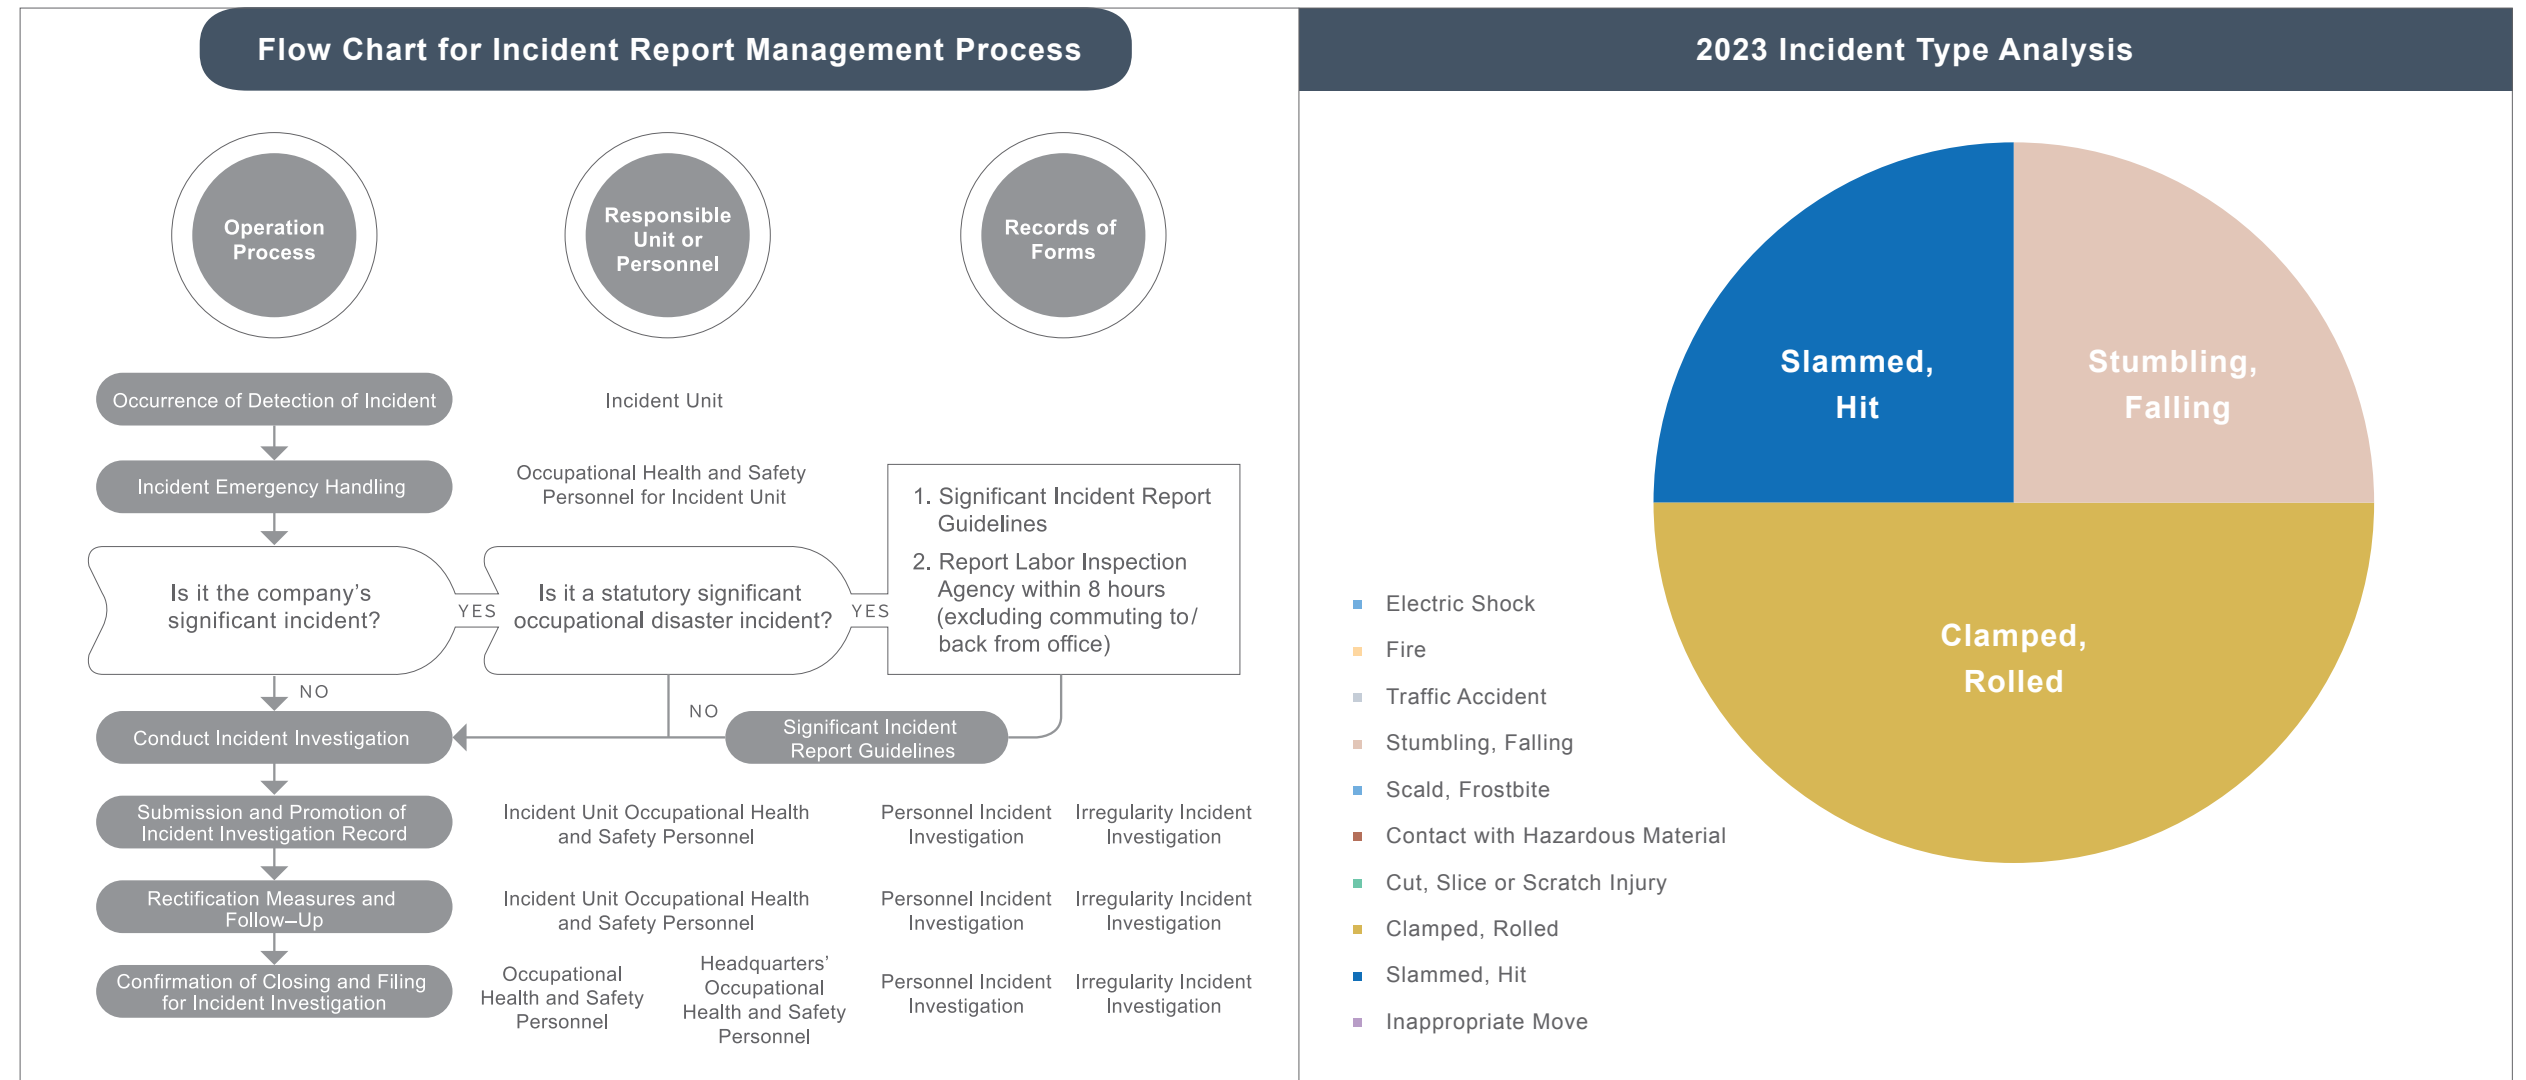 Flow Chart for Incident Report Management Process
Operation
Process
Responsible
Unit or
Personnel
Records of
Forms
Occurrence of Detection of Incident
Incident Unit
Incident Emergency Handling
Occupational Health and Safety
Personnel for Incident Unit
1. Significant Incident Report
Guidelines
2. Report Labor Inspection
Agency within 8 hours
(excluding commuting to/
back from office)
Is it the company's
significant incident?
YES
Is it a statutory significant
occupational disaster incident?
YES
NO
NO
Conduct Incident Investigation
Significant Incident
Report Guidelines
Submission and Promotion of
Incident Investigation Record
Incident Unit Occupational Health
and Safety Personnel
Personnel Incident
Investigation
Irregularity Incident
Investigation
Rectification Measures and
Follow–Up
Incident Unit Occupational Health
and Safety Personnel
Personnel Incident
Investigation
Irregularity Incident
Investigation
Confirmation of Closing and Filing
for Incident Investigation
Occupational
Health and Safety
Personnel
Headquarters'
Occupational
Health and Safety
Personnel
Personnel Incident
Investigation
Irregularity Incident
Investigation
2023 Incident Type Analysis
Slammed,
Hit
Stumbling,
Falling
Clamped,
Rolled
Electric Shock
Fire
Traffic Accident
Stumbling, Falling
Scald, Frostbite
Contact with Hazardous Material
Cut, Slice or Scratch Injury
Clamped, Rolled
Slammed, Hit
Inappropriate Move